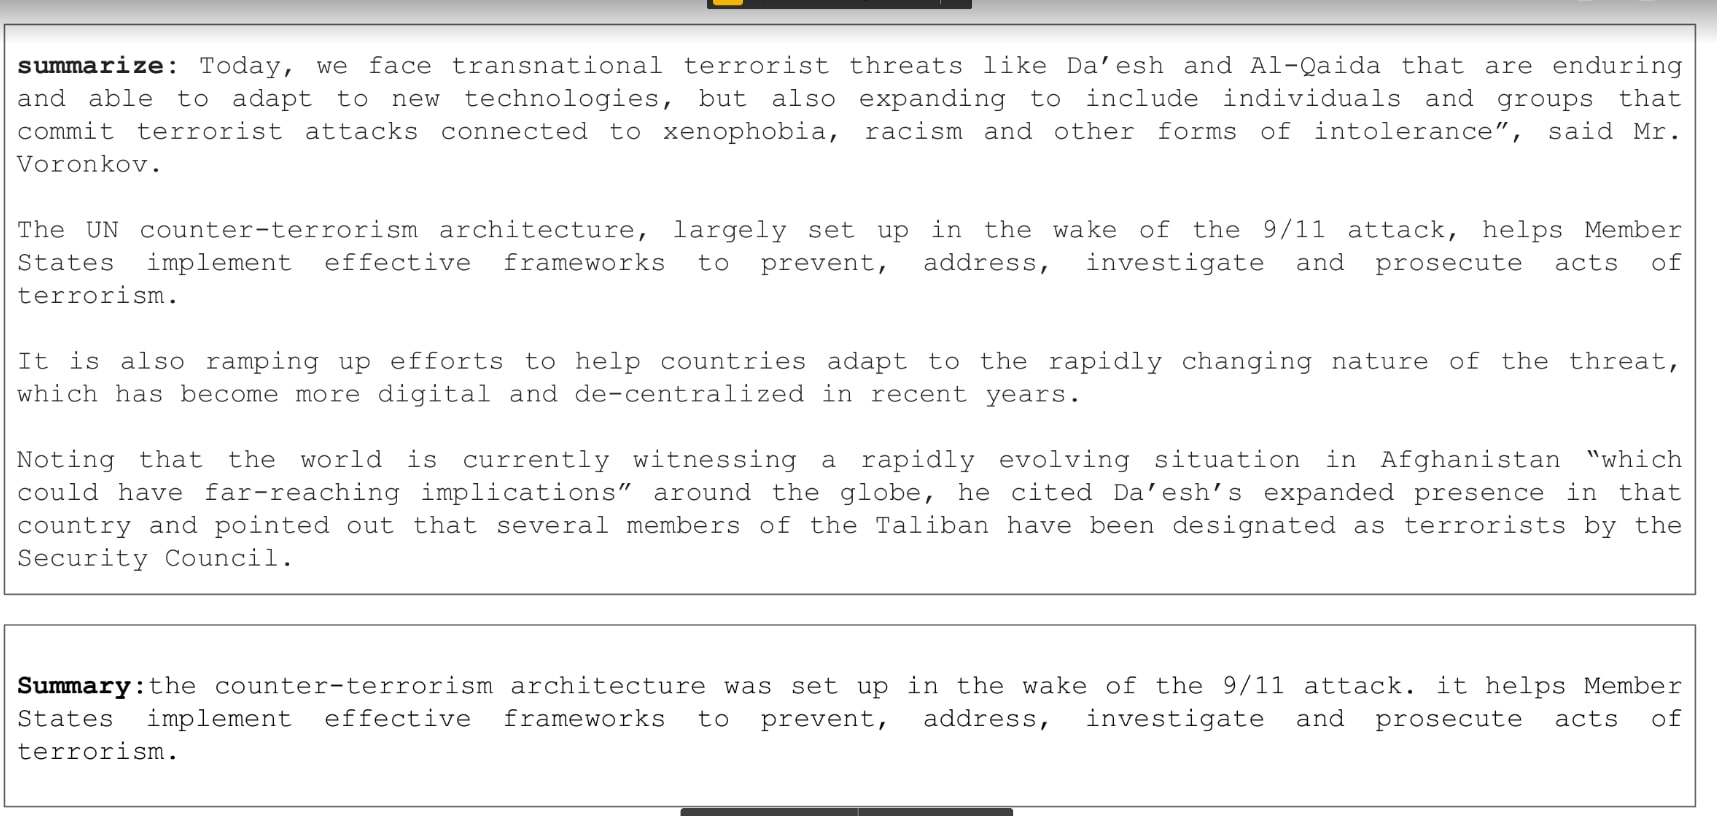 summarize: Today, we face transnational terrorist threats like Da’esh and Al-Qaida that are enduring
and able to adapt to new technologies, but also expanding to include individuals and groups that
commit terrorist attacks connected to xenophobia, racism and other forms of intolerance”, said Mr.
Voronkov.
The UN counter-terrorism architecture, largely set up in the wake of the 9/11 attack, helps Member
States implement effective frameworks to prevent, address, investigate and prosecute acts of
terrorism.
It is also ramping up efforts to help countries adapt to the rapidly changing nature of the threat,
which has become more digital and de-centralized in recent years.
Noting that the world is currently witnessing a rapidly evolving situation in Afghanistan “which
could have far-reaching implications” around the globe, he cited Da’esh’s expanded presence in that
country and pointed out that several members of the Taliban have been designated as terrorists by the
Security Council.
Summary:the counter-terrorism architecture was set up in the wake of the 9/11 attack. it helps Member
States implement effective frameworks to prevent, address, investigate and prosecute acts of
terrorism.